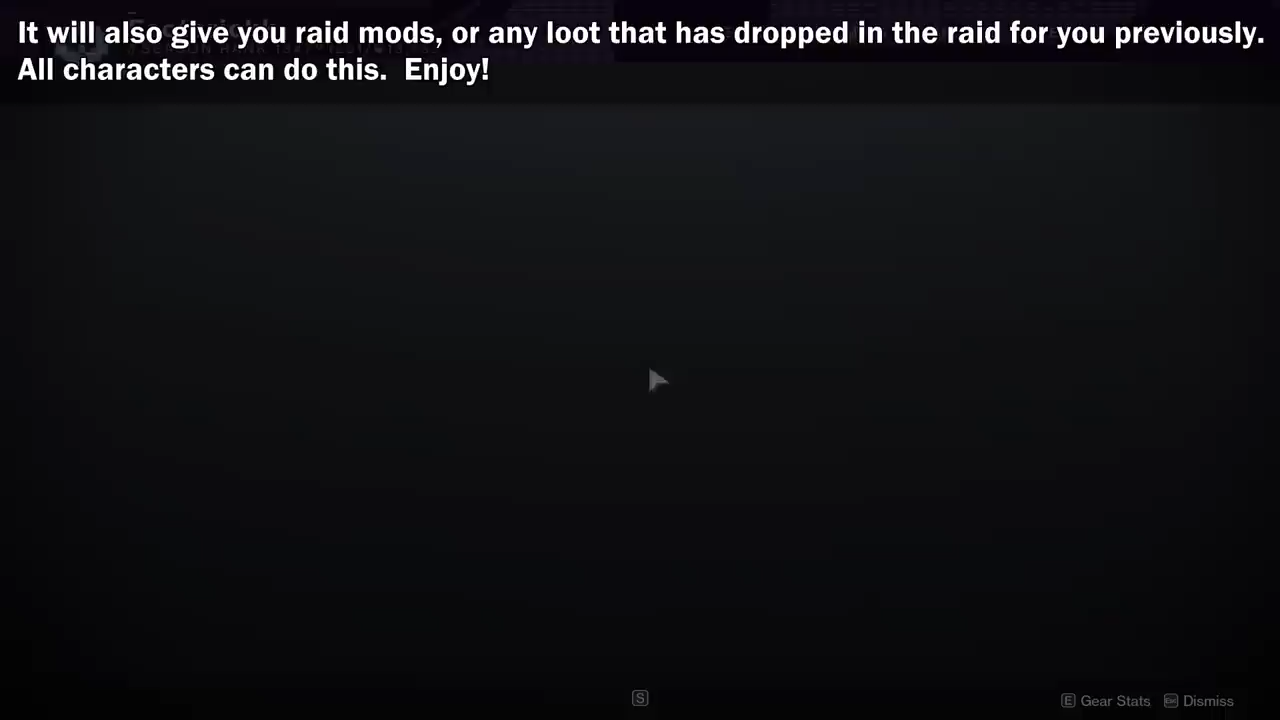 It will also give you raid mods, or any loot that has dropped in the raid for you previously.
All characters can do this.  Enjoy!
S
E Gear Stats Esc Dismiss